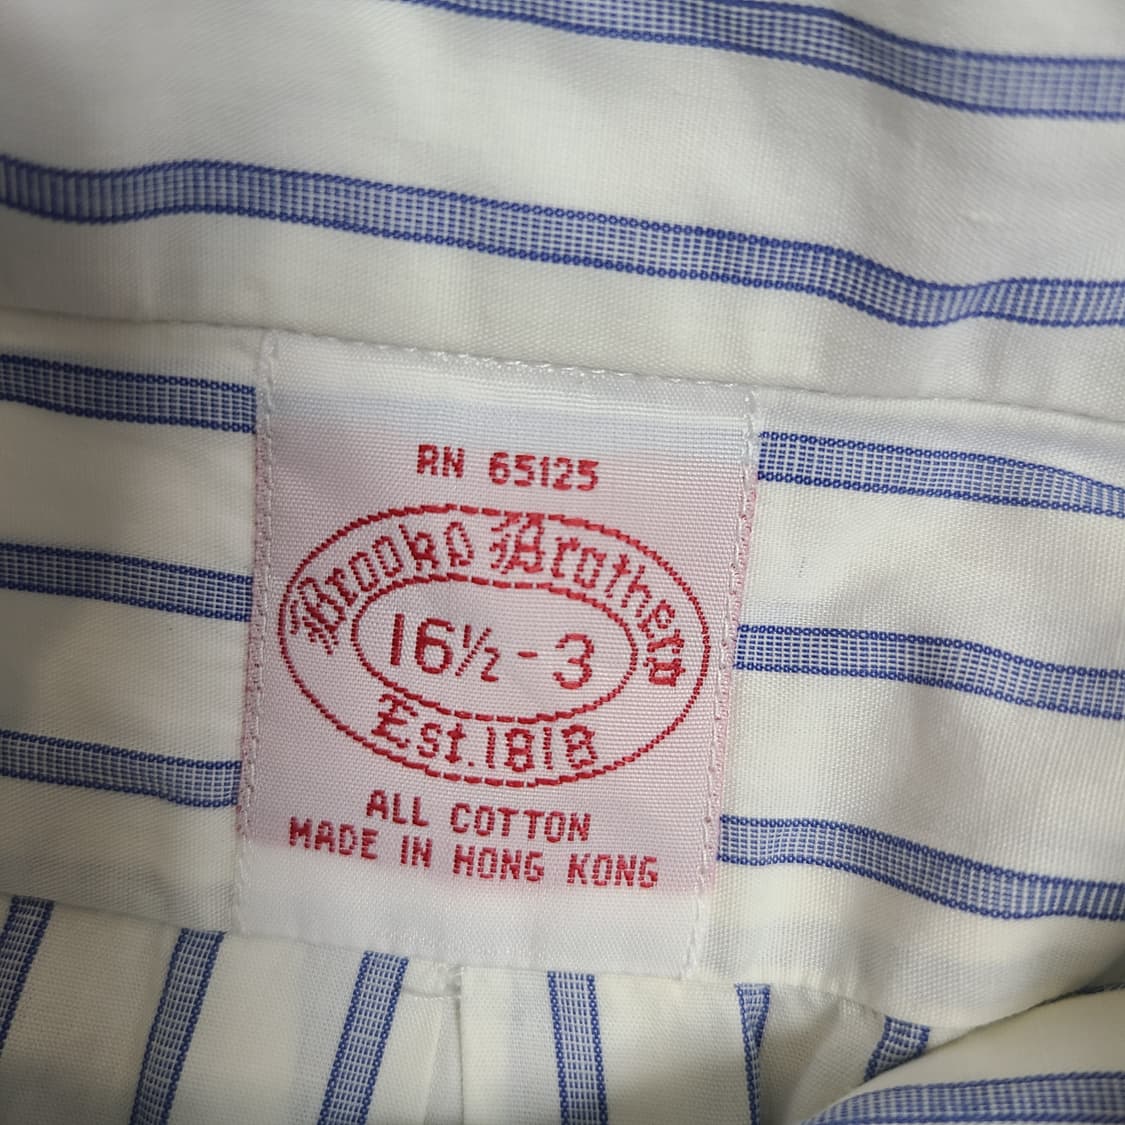 RN 65125
Brooks Brothers
16½-3
Est. 1818
ALL COTTON
MADE IN HONG KONG